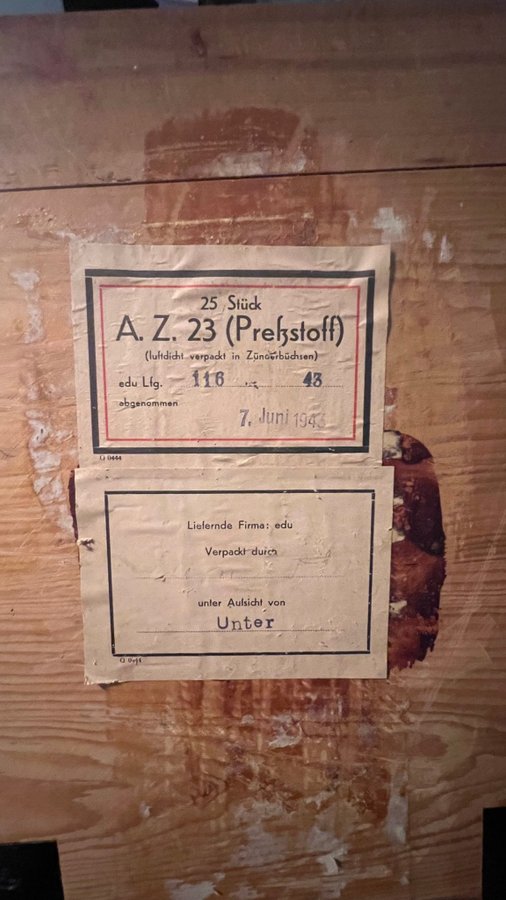 25 Stück
A. Z. 23 (Preßstoff)
(luftdicht verpackt in Zünderbüchsen)
edu Lfg. 116 43
abgenommen
7. Juni 1943
G 0444
Liefernde Firma: edu
Verpackt durch
unter Aufsicht von
Unter